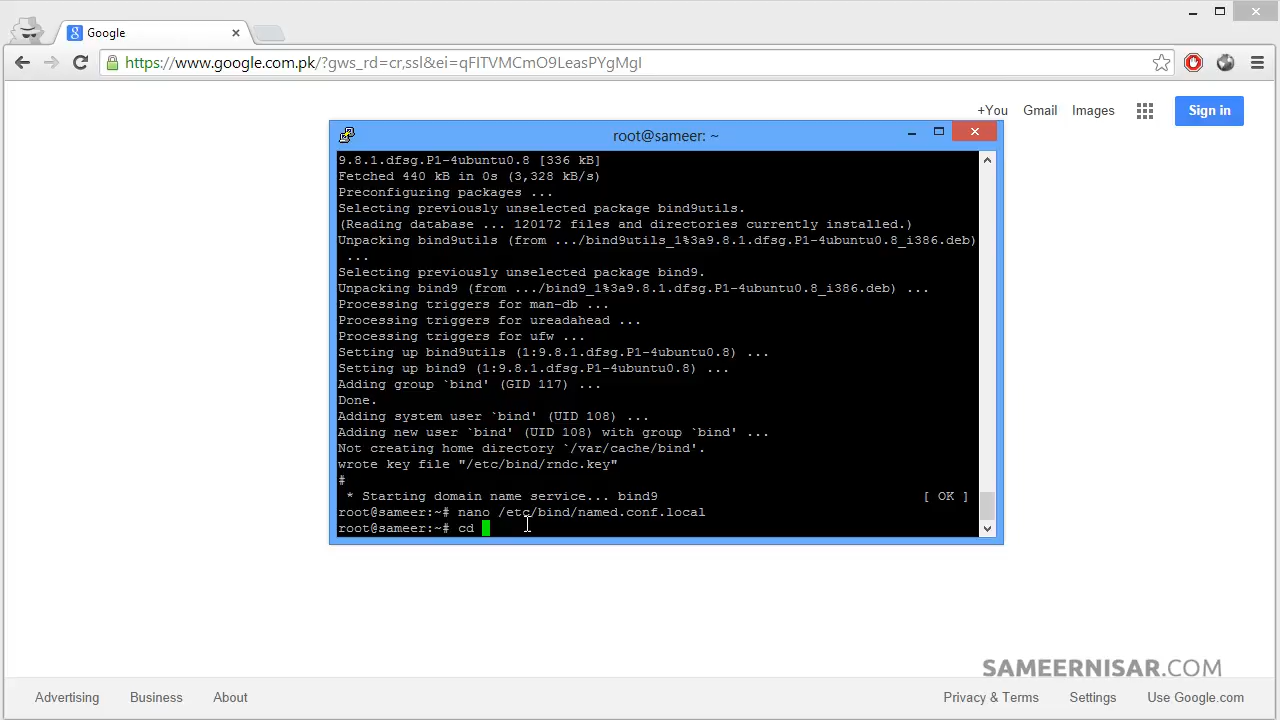 Google
https://www.google.com.pk/?gws_rd=cr,ssl&ei=qFITVMCmO9LeasPYgMgI
+You Gmail Images Sign in
root@sameer: ~
9.8.1.dfsg.P1-4ubuntu0.8 [336 kB]
Fetched 440 kB in 0s (3,328 kB/s)
Preconfiguring packages ...
Selecting previously unselected package bind9utils.
(Reading database ... 120172 files and directories currently installed.)
Unpacking bind9utils (from .../bind9utils_1%3a9.8.1.dfsg.P1-4ubuntu0.8_i386.deb)
...
Selecting previously unselected package bind9.
Unpacking bind9 (from .../bind9_1%3a9.8.1.dfsg.P1-4ubuntu0.8_i386.deb) ...
Processing triggers for man-db ...
Processing triggers for ureadahead ...
Processing triggers for ufw ...
Setting up bind9utils (1:9.8.1.dfsg.P1-4ubuntu0.8) ...
Setting up bind9 (1:9.8.1.dfsg.P1-4ubuntu0.8) ...
Adding group `bind' (GID 117) ...
Done.
Adding system user `bind' (UID 108) ...
Adding new user `bind' (UID 108) with group `bind' ...
Not creating home directory `/var/cache/bind'.
wrote key file "/etc/bind/rndc.key"
#
* Starting domain name service... bind9 [ OK ]
root@sameer:~# nano /etc/bind/named.conf.local
root@sameer:~# cd
SAMEERNISAR.COM
Advertising Business About Privacy & Terms Settings Use Google.com